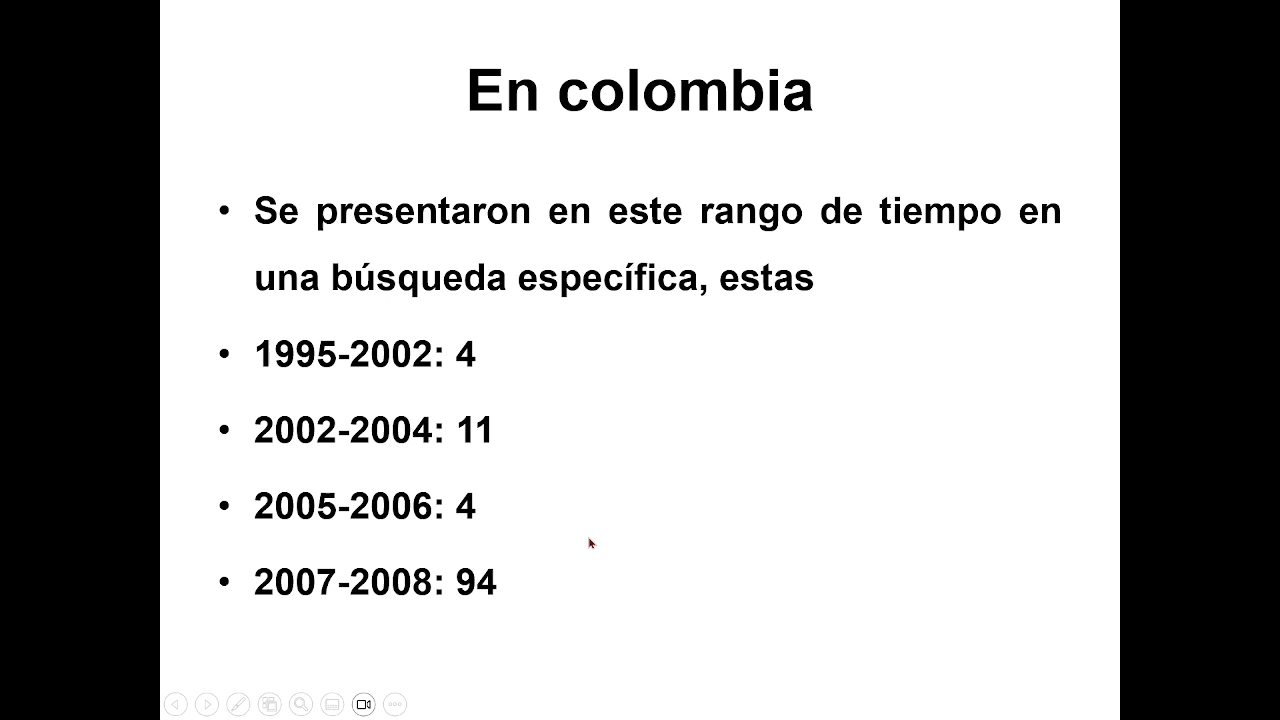 En colombia
• Se presentaron en este rango de tiempo en
una búsqueda específica, estas
• 1995-2002: 4
• 2002-2004: 11
• 2005-2006: 4
• 2007-2008: 94